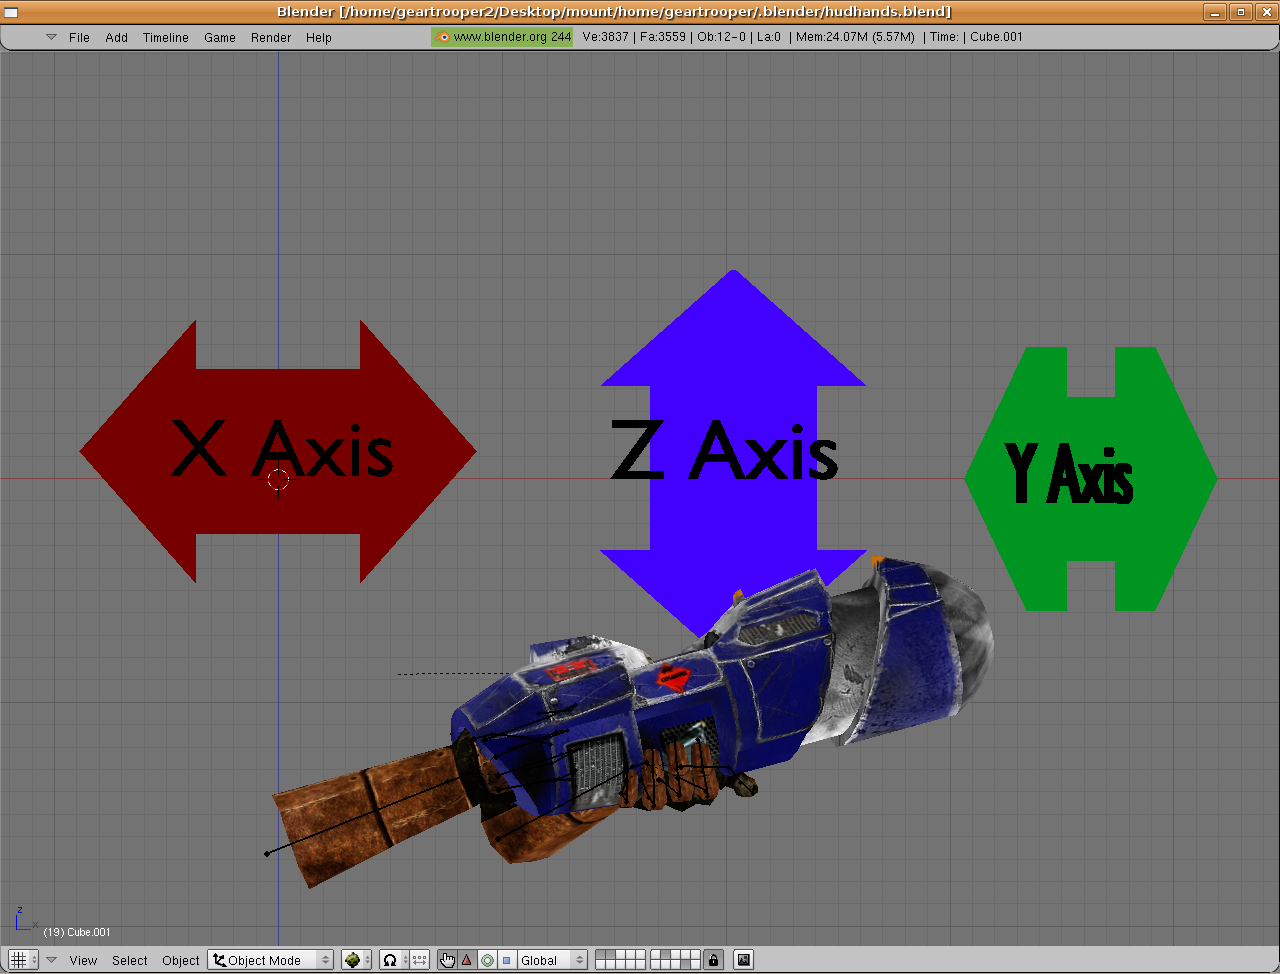 Blender [/home/geartrooper2/Desktop/mount/home/geartrooper/.blender/hudhands.blend]
File Add Timeline Game Render Help www.blender.org 244 Ve:3837 | Fa:3559 | Ob:12-0 | La:0 | Mem:24.07M (5.57M) | Time: | Cube.001
X Axis
Z Axis
Y Axis
z
x
(19) Cube.001
View Select Object Object Mode Global